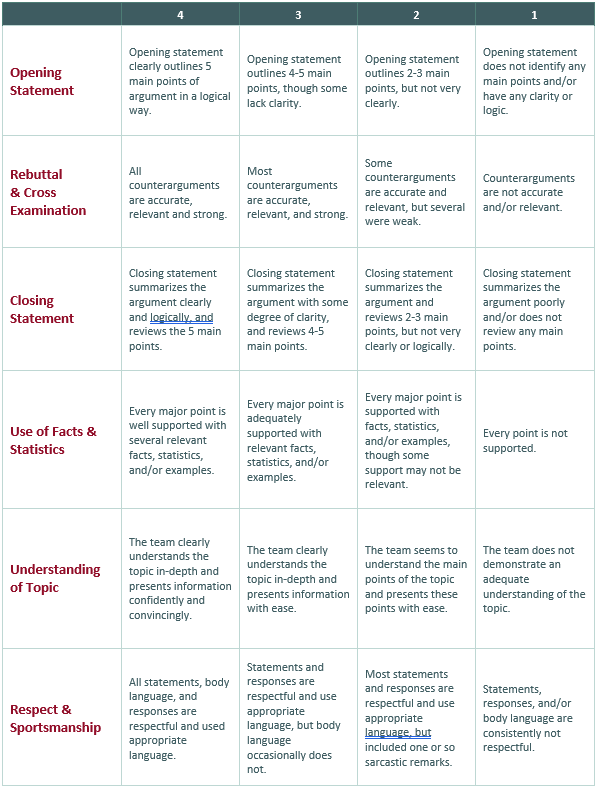 4
3
2
1
Opening
Statement
Opening statement
clearly outlines 5
main points of
argument in a logical
way.
Opening statement
outlines 4-5 main
points, though some
lack clarity.
Opening statement
outlines 2-3 main
points, but not very
clearly.
Opening statement
does not identify any
main points and/or
have any clarity or
logic.
Rebuttal
& Cross
Examination
All
counterarguments
are accurate,
relevant and strong.
Most
counterarguments
are accurate,
relevant, and strong.
Some
counterarguments
are accurate and
relevant, but several
were weak.
Counterarguments
are not accurate
and/or relevant.
Closing
Statement
Closing statement
summarizes the
argument clearly
and logically, and
reviews the 5 main
points.
Closing statement
summarizes the
argument with some
degree of clarity,
and reviews 4-5
main points.
Closing statement
summarizes the
argument and
reviews 2-3 main
points, but not very
clearly or logically.
Closing statement
summarizes the
argument poorly
and/or does not
review any main
points.
Use of Facts &
Statistics
Every major point is
well supported with
several relevant
facts, statistics,
and/or examples.
Every major point is
adequately
supported with
relevant facts,
statistics, and/or
examples.
Every major point is
supported with
facts, statistics,
and/or examples,
though some
support may not be
relevant.
Every point is not
supported.
Understanding
of Topic
The team clearly
understands the
topic in-depth and
presents information
confidently and
convincingly.
The team clearly
understands the
topic in-depth and
presents information
with ease.
The team seems to
understand the main
points of the topic
and presents these
points with ease.
The team does not
demonstrate an
adequate
understanding of the
topic.
Respect &
Sportsmanship
All statements, body
language, and
responses are
respectful and used
appropriate
language.
Statements and
responses are
respectful and use
appropriate
language, but body
language
occasionally does
not.
Most statements
and responses are
respectful and use
appropriate
language, but
included one or so
sarcastic remarks.
Statements,
responses, and/or
body language are
consistently not
respectful.